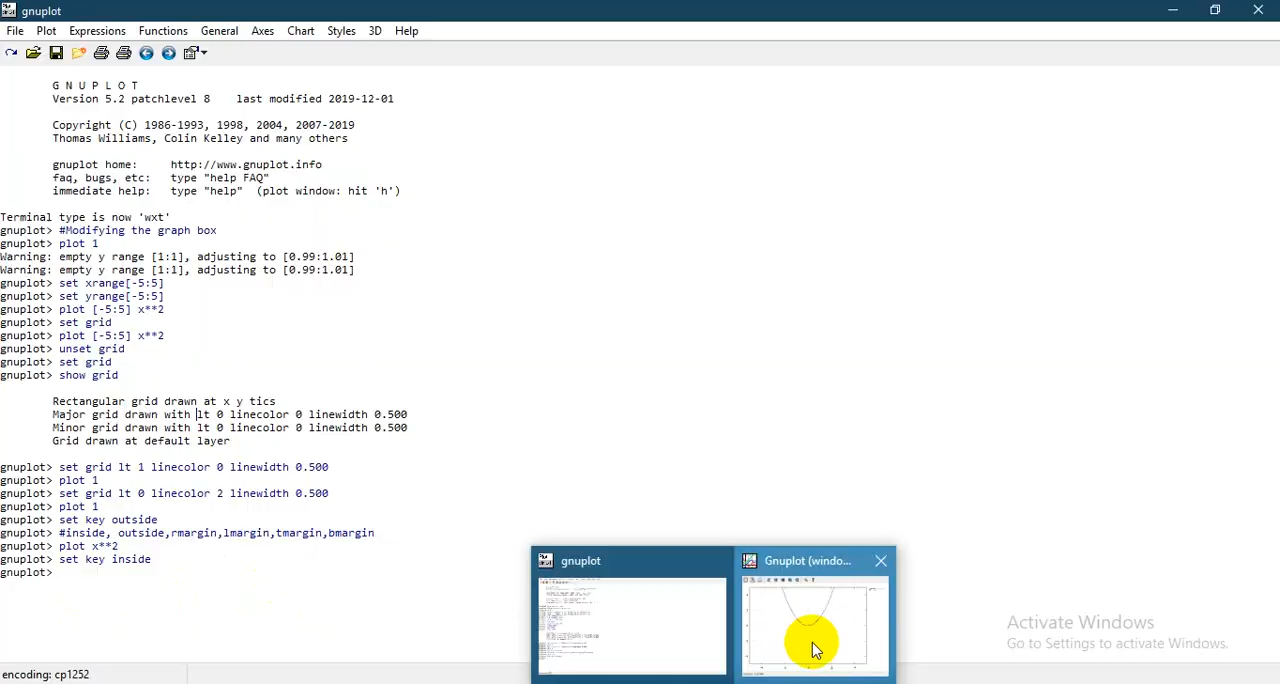 gnuplot
File Plot Expressions Functions General Axes Chart Styles 3D Help
G N U P L O T
Version 5.2 patchlevel 8    last modified 2019-12-01
Copyright (C) 1986-1993, 1998, 2004, 2007-2019
Thomas Williams, Colin Kelley and many others
gnuplot home:     http://www.gnuplot.info
faq, bugs, etc:   type "help FAQ"
immediate help:   type "help"  (plot window: hit 'h')
Terminal type is now 'wxt'
gnuplot> #Modifying the graph box
gnuplot> plot 1
Warning: empty y range [1:1], adjusting to [0.99:1.01]
Warning: empty y range [1:1], adjusting to [0.99:1.01]
gnuplot> set xrange[-5:5]
gnuplot> set yrange[-5:5]
gnuplot> plot [-5:5] x**2
gnuplot> set grid
gnuplot> plot [-5:5] x**2
gnuplot> unset grid
gnuplot> set grid
gnuplot> show grid
Rectangular grid drawn at x y tics
Major grid drawn with lt 0 linecolor 0 linewidth 0.500
Minor grid drawn with lt 0 linecolor 0 linewidth 0.500
Grid drawn at default layer
gnuplot> set grid lt 1 linecolor 0 linewidth 0.500
gnuplot> plot 1
gnuplot> set grid lt 0 linecolor 2 linewidth 0.500
gnuplot> plot 1
gnuplot> set key outside
gnuplot> #inside, outside,rmargin,lmargin,tmargin,bmargin
gnuplot> plot x**2
gnuplot> set key inside
gnuplot>
gnuplot
Gnuplot (windo...
Activate Windows
Go to Settings to activate Windows.
encoding: cp1252